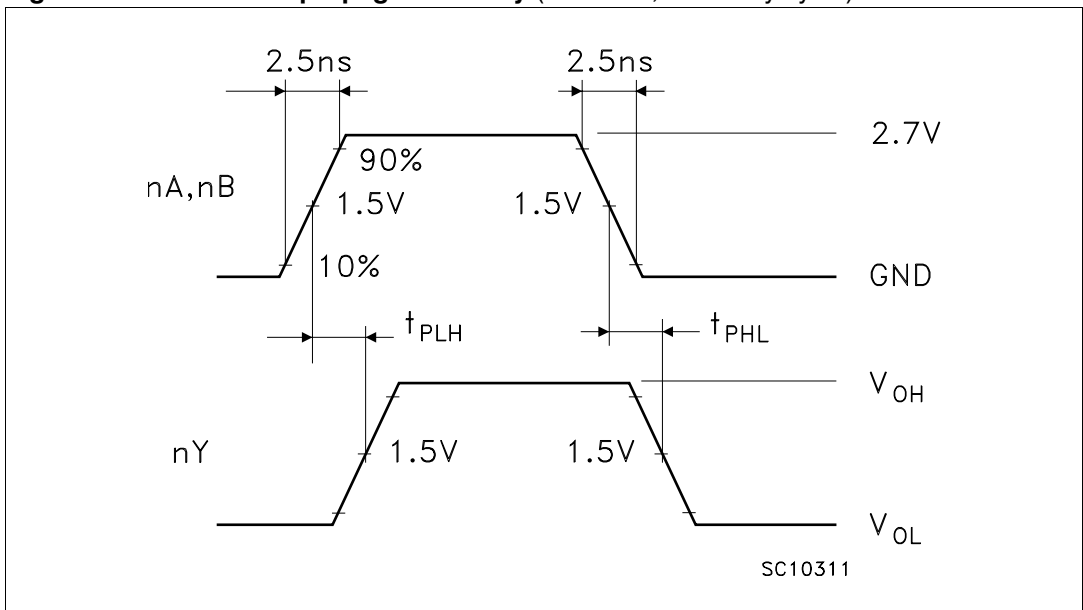 propag
y (
2.5ns 2.5ns
2.7V
90%
nA,nB
1.5V 1.5V
10%
GND
tPLH tPHL
VOH
nY
1.5V 1.5V
VOL
SC10311